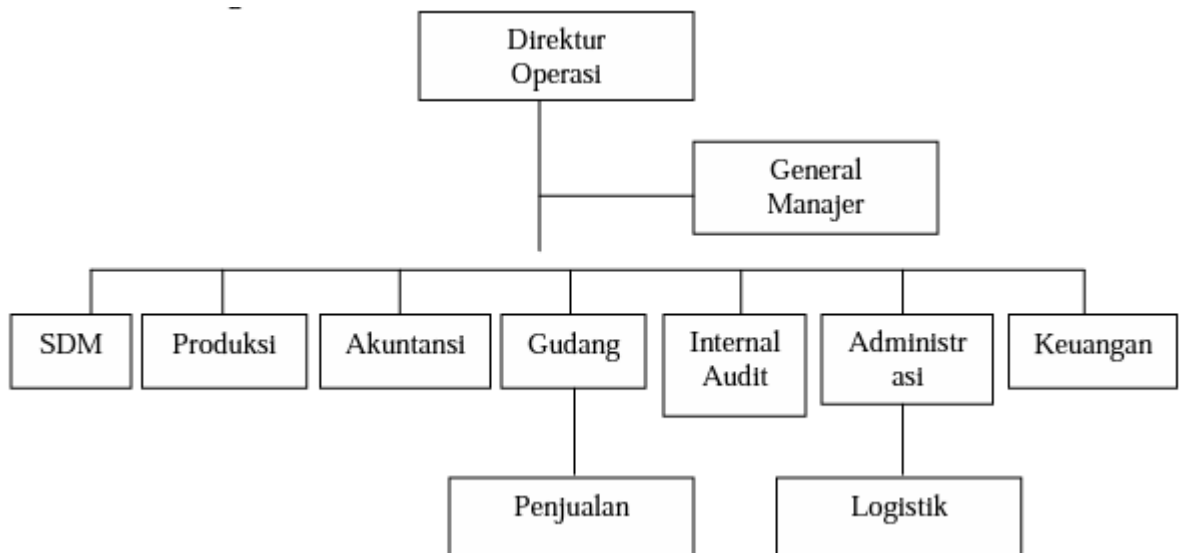 Direktur
Operasi
General
Manajer
SDM
Produksi
Akuntansi
Gudang
Internal
Audit
Administr
asi
Keuangan
Penjualan
Logistik